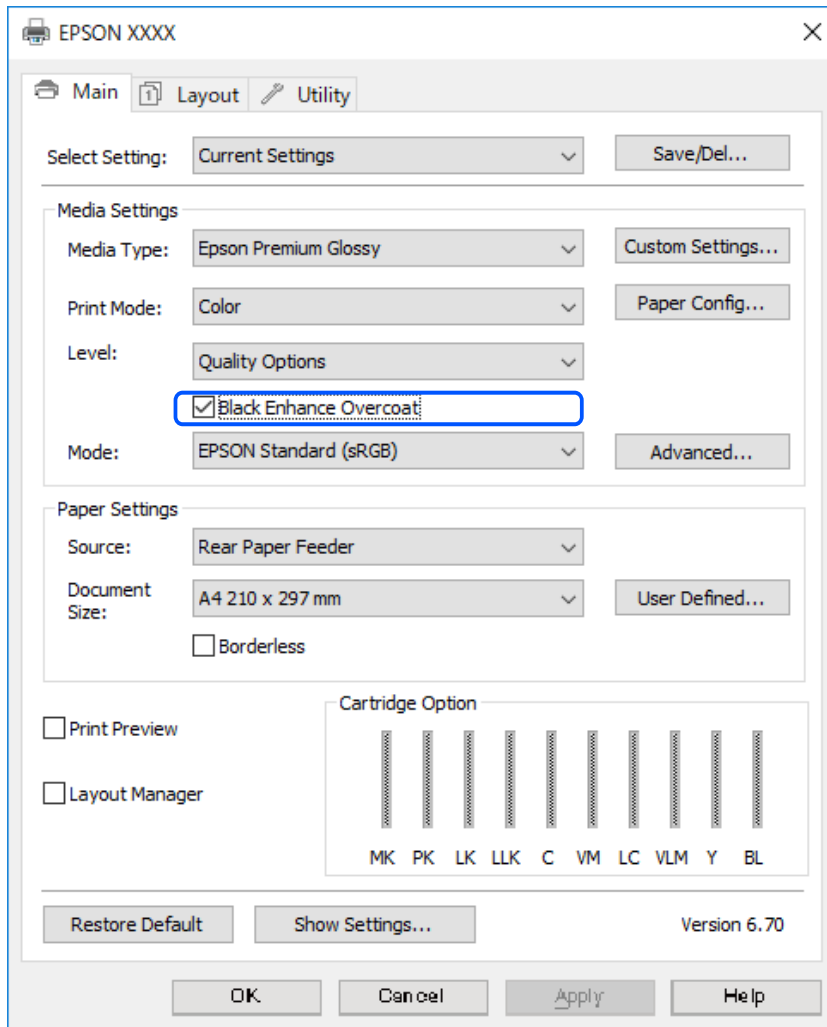 EPSON XXXX
Main
1
Layout
Utility
Select Setting: Current Settings Save/Del...
Media Settings
Media Type: Epson Premium Glossy Custom Settings...
Print Mode: Color Paper Config...
Level: Quality Options
Black Enhance Overcoat
Mode: EPSON Standard (sRGB) Advanced...
Paper Settings
Source: Rear Paper Feeder
Document
Size: A4 210 x 297 mm User Defined...
Borderless
Print Preview
Layout Manager
Cartridge Option
MK PK LK LLK C VM LC VLM Y BL
Restore Default Show Settings... Version 6.70
OK Cancel Apply Help